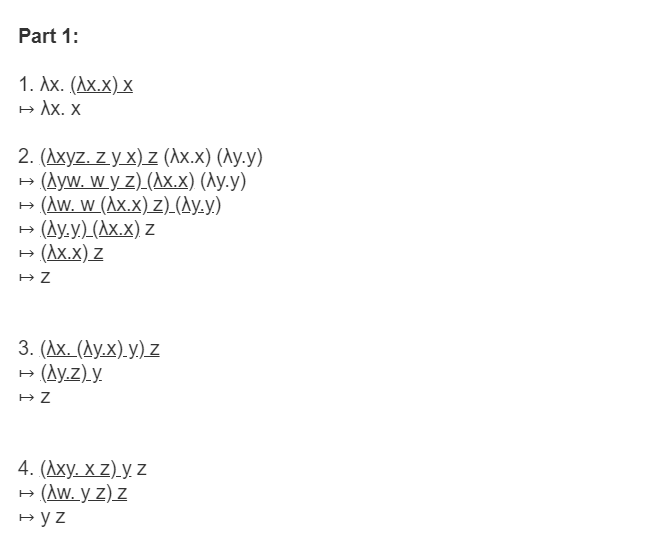 Part 1:
1. λx. (λx.x) x
↦ λx. x
2. (λxyz. z y x) z (λx.x) (λy.y)
↦ (λyw. w y z) (λx.x) (λy.y)
↦ (λw. w (λx.x) z) (λy.y)
↦ (λy.y) (λx.x) z
↦ (λx.x) z
↦ z
3. (λx. (λy.x) y) z
↦ (λy.z) y
↦ z
4. (λxy. x z) y z
↦ (λw. y z) z
↦ y z